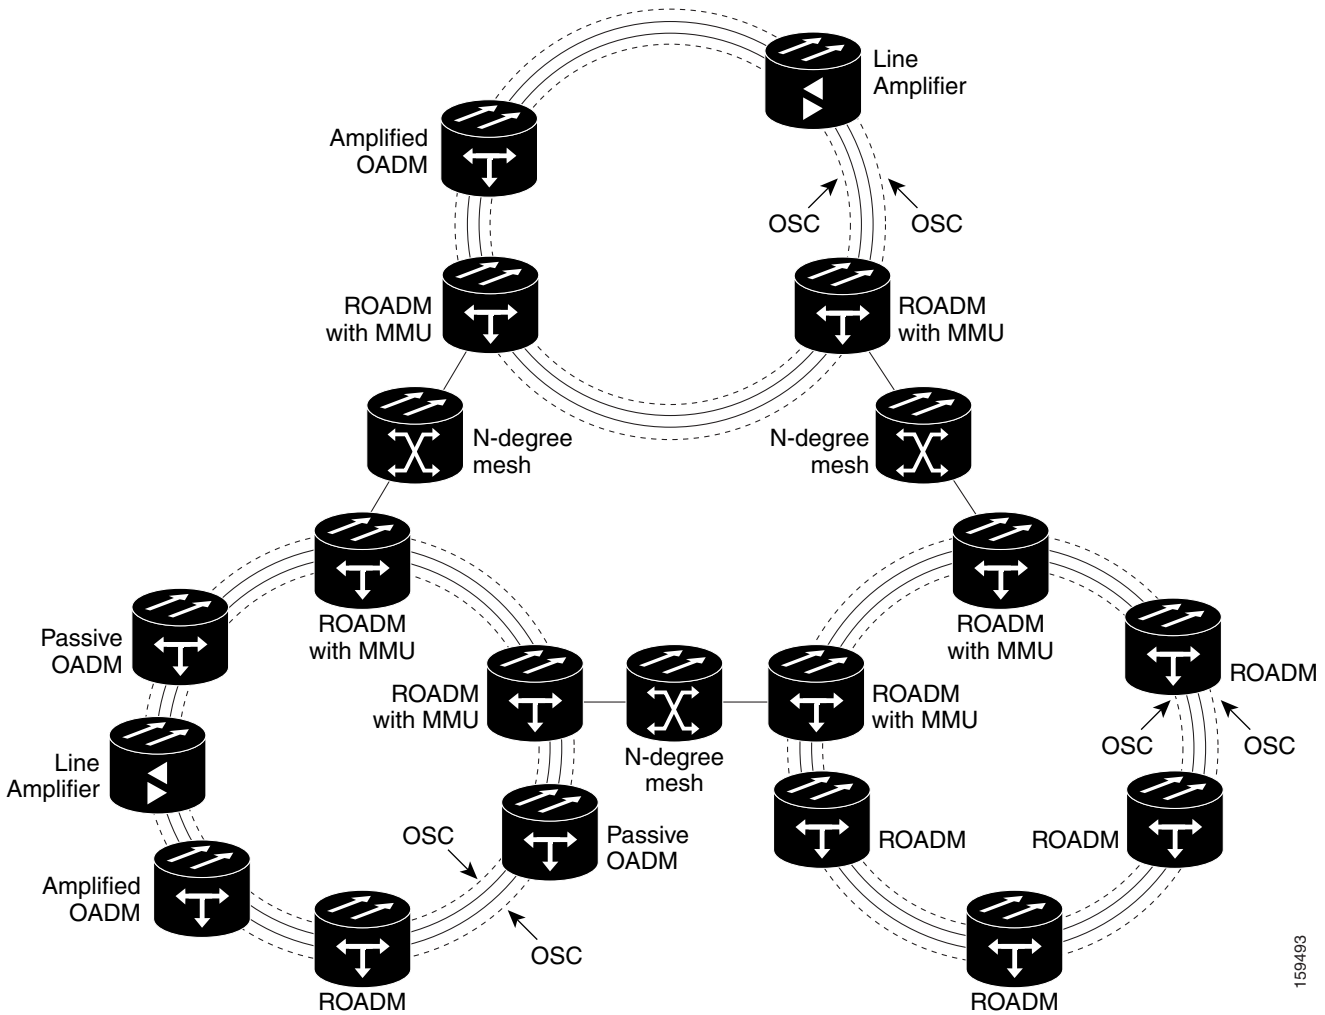 Line
Amplifier
Amplified
OADM
OSC
OSC
ROADM
with MMU
ROADM
with MMU
N-degree
mesh
N-degree
mesh
ROADM
with MMU
ROADM
with MMU
Passive
OADM
ROADM
ROADM
with MMU
ROADM
with MMU
N-degree
mesh
OSC
OSC
Line
Amplifier
OSC
Passive
OADM
ROADM
ROADM
Amplified
OADM
OSC
ROADM
ROADM
159493